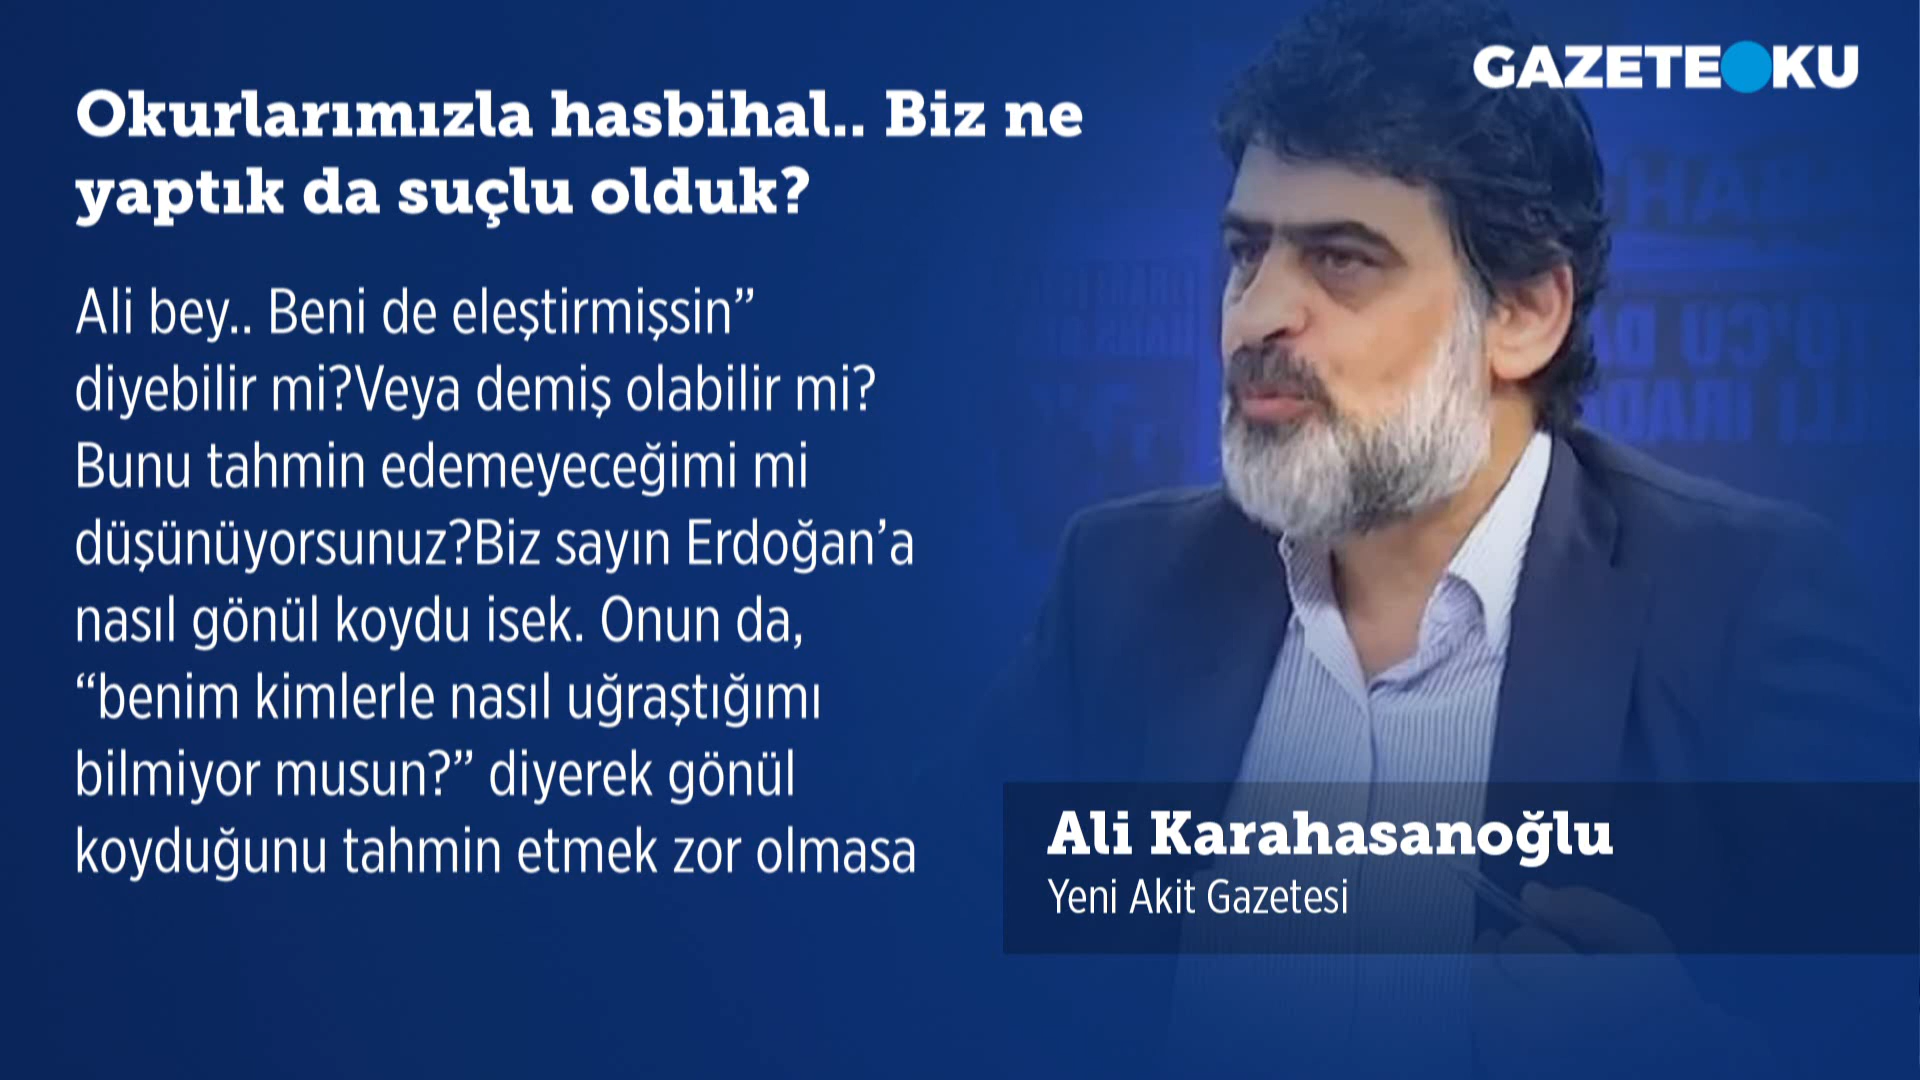 GAZETEOKU
Okurlarımızla hasbihal.. Biz ne
yaptık da suçlu olduk?
Ali bey.. Beni de eleştirmişsin”
diyebilir mi?Veya demiş olabilir mi?
Bunu tahmin edemeyeceğimi mi
düşünüyorsunuz?Biz sayın Erdoğan’a
nasıl gönül koydu isek. Onun da,
“benim kimlerle nasıl uğraştığımı
bilmiyor musun?” diyerek gönül
koyduğunu tahmin etmek zor olmasa
Ali Karahasanoğlu
Yeni Akit Gazetesi